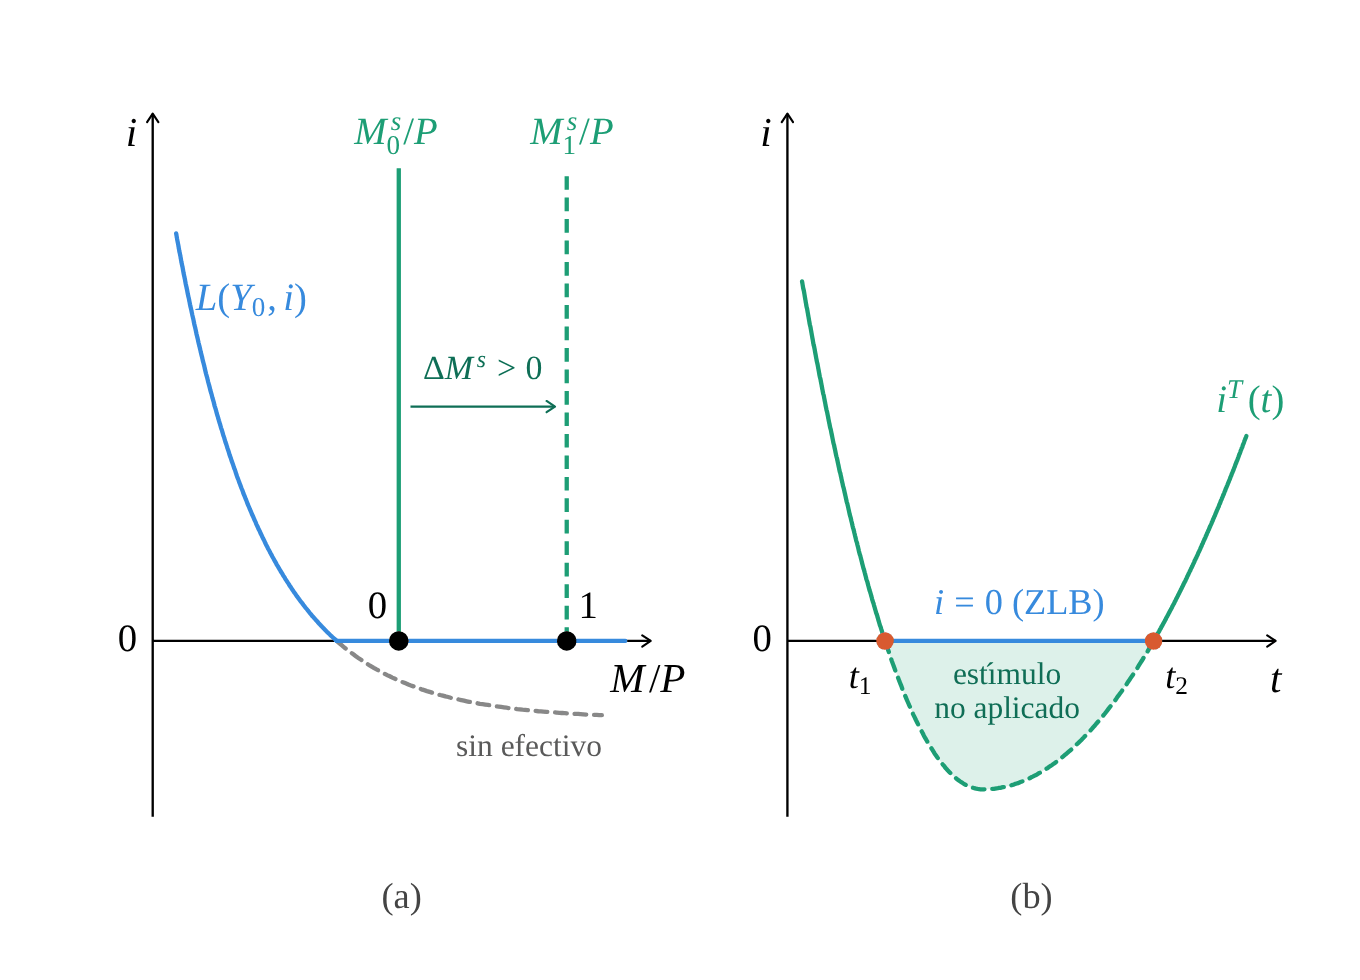 i
M₀ˢ/P
M₁ˢ/P
L(Y₀, i)
ΔMˢ > 0
0
1
0
M/P
sin efectivo
(a)
i
iᵀ(t)
i = 0 (ZLB)
0
t₁
estímulo
no aplicado
t₂
t
(b)